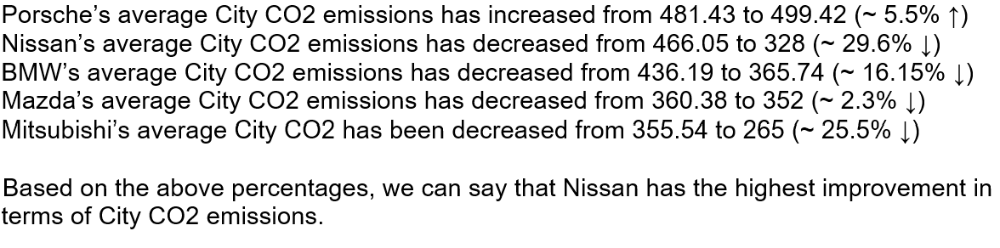 Porsche’s average City CO2 emissions has increased from 481.43 to 499.42 (~ 5.5% ↑)
Nissan’s average City CO2 emissions has decreased from 466.05 to 328 (~ 29.6% ↓)
BMW’s average City CO2 emissions has decreased from 436.19 to 365.74 (~ 16.15% ↓)
Mazda’s average City CO2 emissions has decreased from 360.38 to 352 (~ 2.3% ↓)
Mitsubishi’s average City CO2 has been decreased from 355.54 to 265 (~ 25.5% ↓)
Based on the above percentages, we can say that Nissan has the highest improvement in
terms of City CO2 emissions.